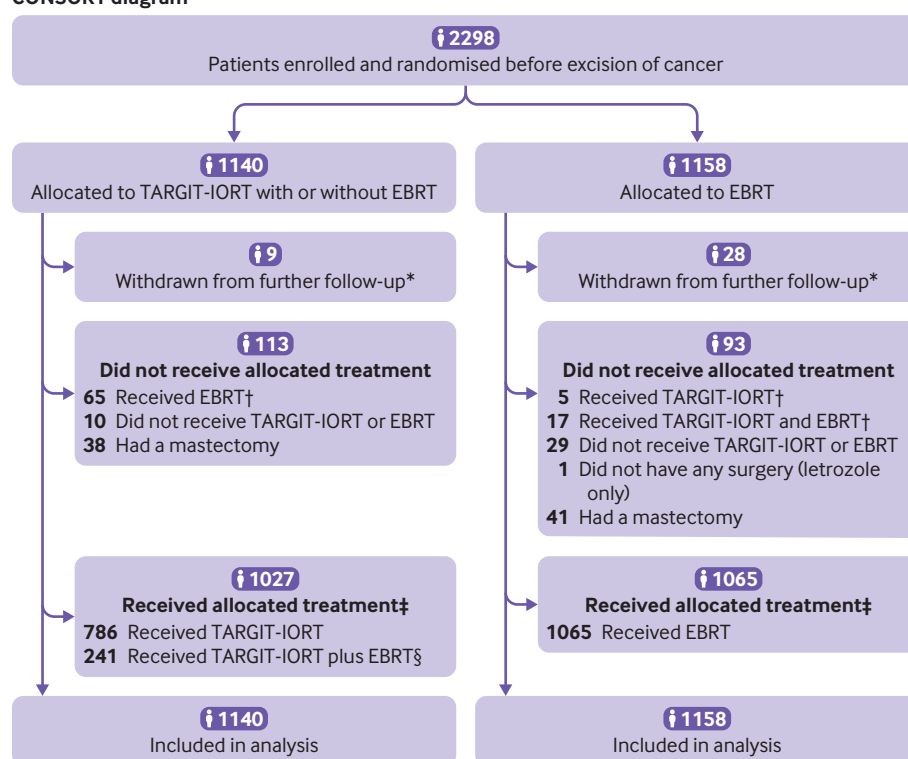 CONSORT diagram
2298
Patients enrolled and randomised before excision of cancer
1140
Allocated to TARGIT-IORT with or without EBRT
9
Withdrawn from further follow-up*
113
Did not receive allocated treatment
65 Received EBRT†
10 Did not receive TARGIT-IORT or EBRT
38 Had a mastectomy
1027
Received allocated treatment‡
786 Received TARGIT-IORT
241 Received TARGIT-IORT plus EBRT§
1140
Included in analysis
1158
Allocated to EBRT
28
Withdrawn from further follow-up*
93
Did not receive allocated treatment
5 Received TARGIT-IORT†
17 Received TARGIT-IORT and EBRT†
29 Did not receive TARGIT-IORT or EBRT
1 Did not have any surgery (letrozole
only)
41 Had a mastectomy
1065
Received allocated treatment‡
1065 Received EBRT
1158
Included in analysis